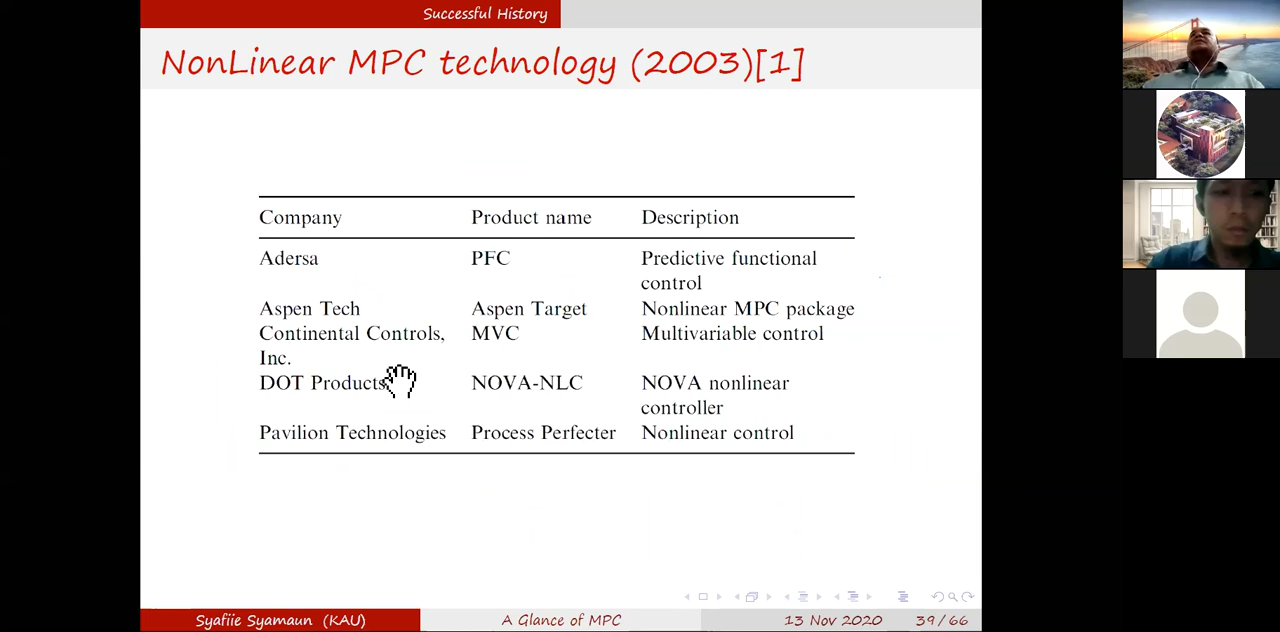 Successful History
NonLinear MPC technology (2003)[1]
Company Product name Description
Adersa PFC Predictive functional
control
Aspen Tech Aspen Target Nonlinear MPC package
Continental Controls, MVC Multivariable control
Inc.
DOT Products NOVA-NLC NOVA nonlinear
controller
Pavilion Technologies Process Perfecter Nonlinear control
Syafiie Syamaun (KAU) A Glance of MPC 13 Nov 2020 39 / 66